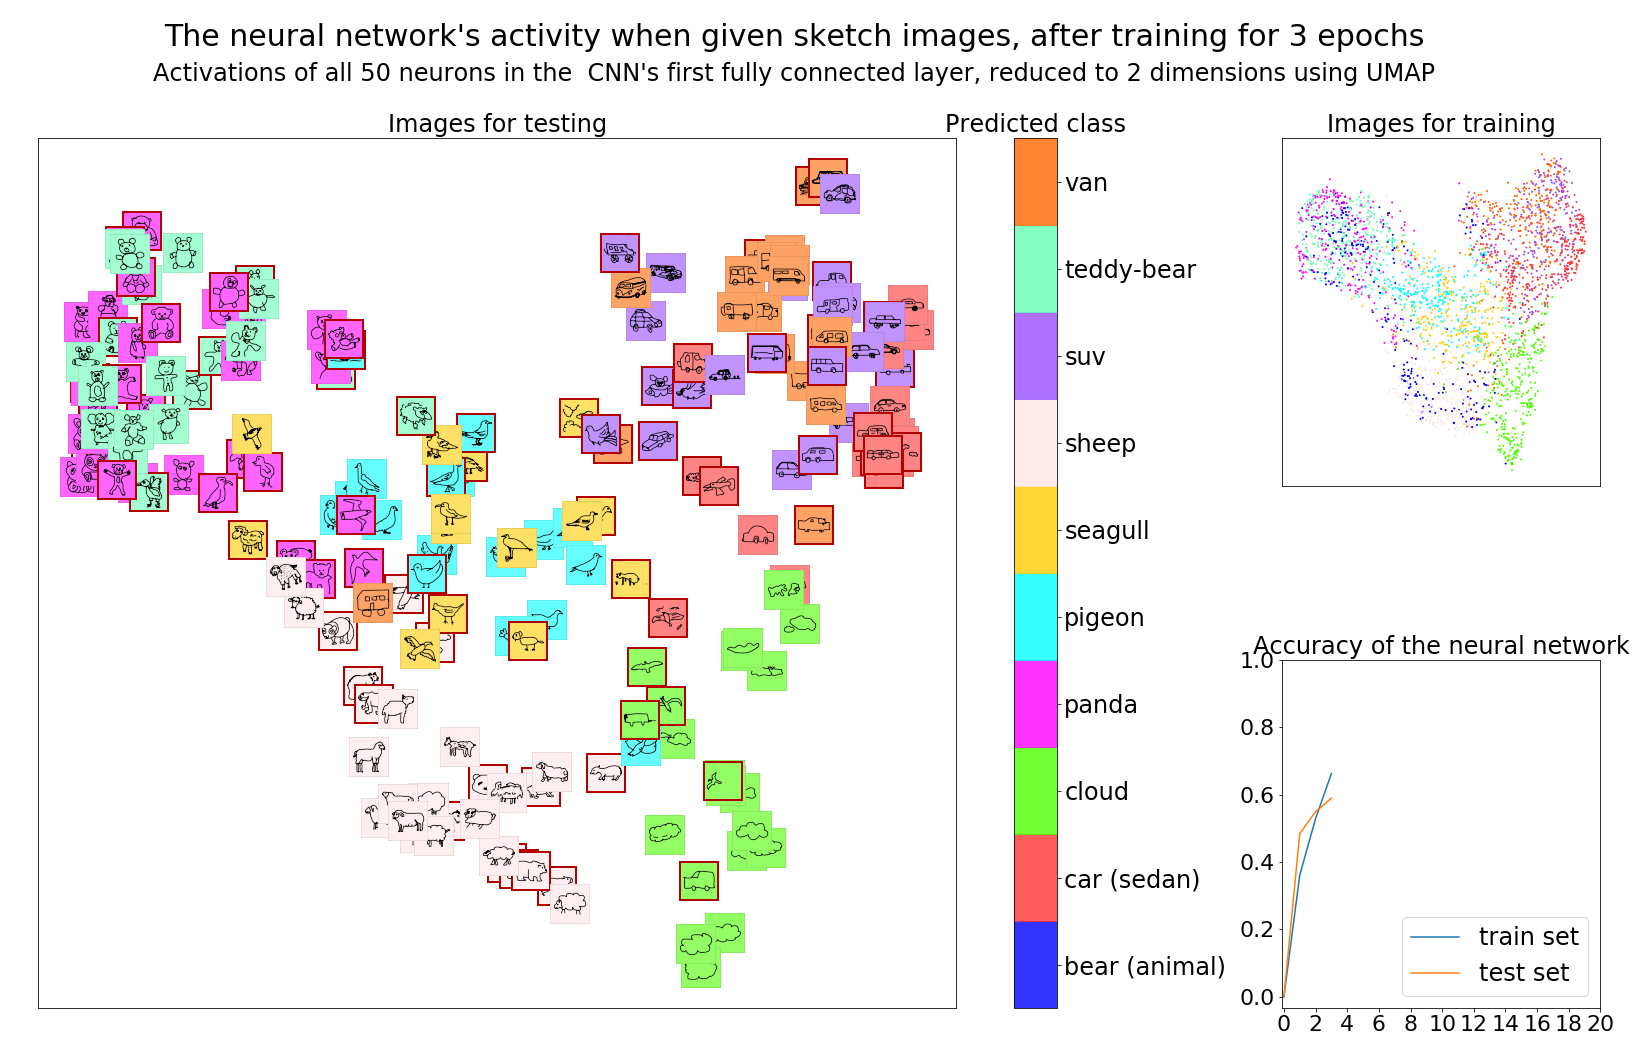 The neural network's activity when given sketch images, after training for 3 epochs
Activations of all 50 neurons in the  CNN's first fully connected layer, reduced to 2 dimensions using UMAP
Images for testing
Predicted class
van
teddy-bear
suv
sheep
seagull
pigeon
panda
cloud
car (sedan)
bear (animal)
Images for training
Accuracy of the neural network
1.0
0.8
0.6
0.4
0.2
0.0
train set
test set
0 2 4 6 8 10 12 14 16 18 20